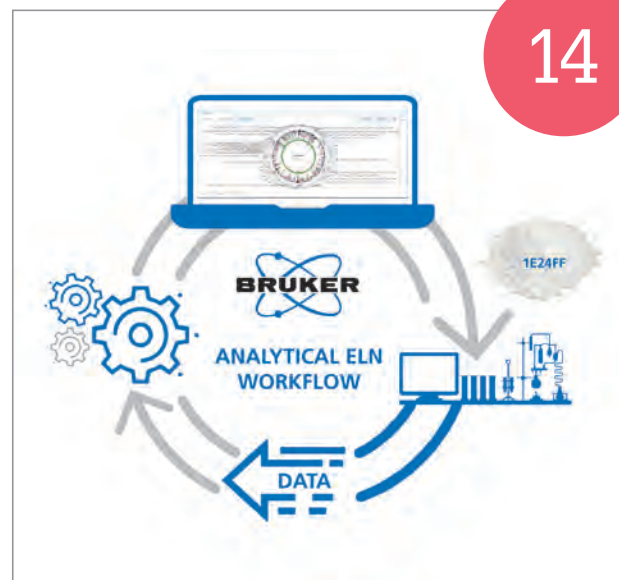 14
1E24FF
BRUKER
ANALYTICAL ELN
WORKFLOW
DATA